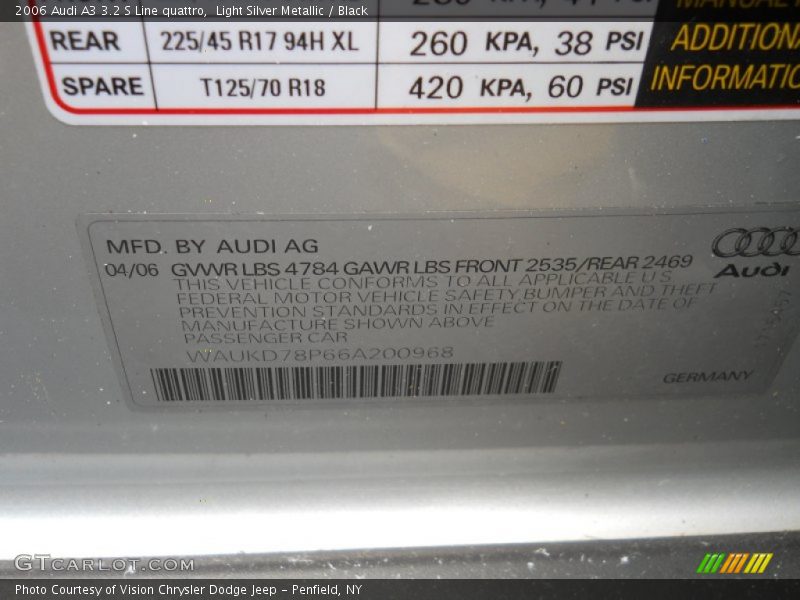 2006 Audi A3 3.2 S Line quattro, Light Silver Metallic / Black
REAR 225/45 R17 94H XL 260 KPA, 38 PSI
SPARE T125/70 R18 420 KPA, 60 PSI
ADDITIONA
INFORMATIO
MFD. BY AUDI AG
04/06 GVWR LBS 4784 GAWR LBS FRONT 2535/REAR 2469
THIS VEHICLE CONFORMS TO ALL APPLICABLE U S
FEDERAL MOTOR VEHICLE SAFETY BUMPER AND THEFT
PREVENTION STANDARDS IN EFFECT ON THE DATE OF
MANUFACTURE SHOWN ABOVE
PASSENGER CAR
WAUKD78P66A200968
Audi
GERMANY
GTCARLOT.COM
Photo Courtesy of Vision Chrysler Dodge Jeep – Penfield, NY